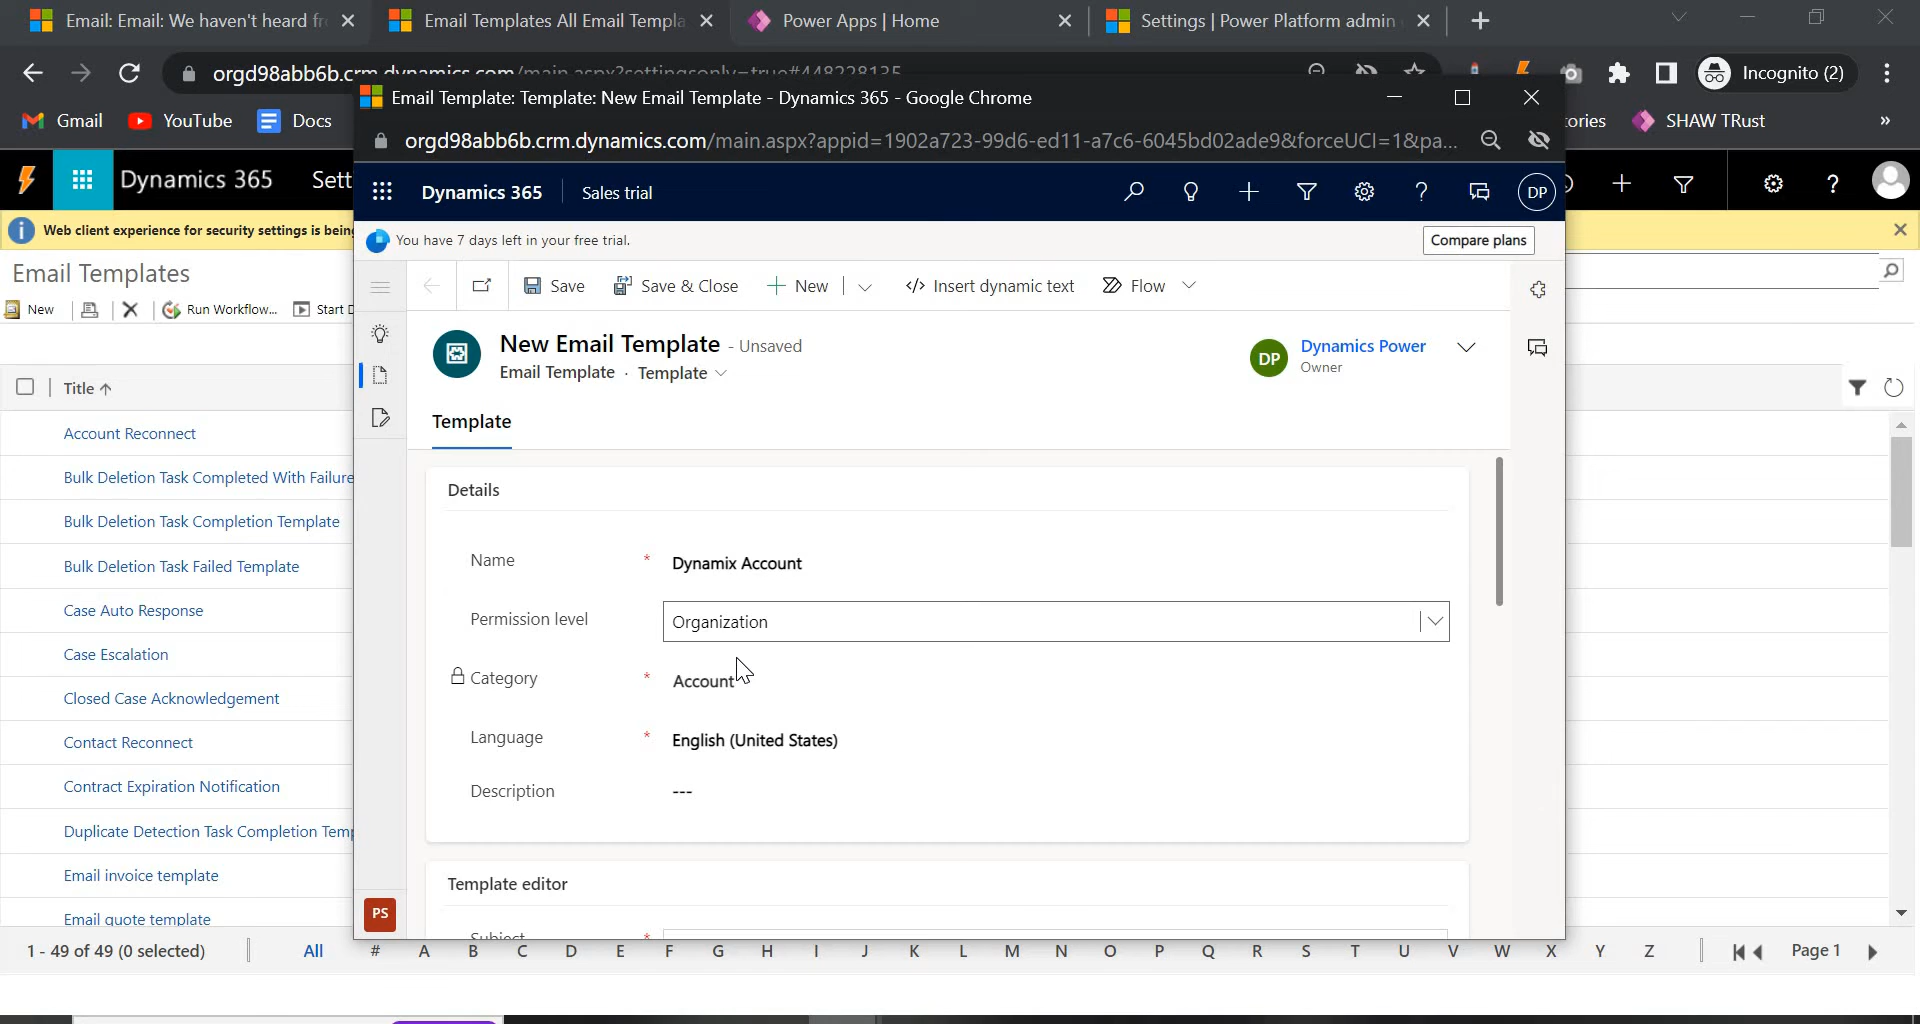 Email: Email: We haven't heard fr
Email Templates All Email Templa
Power Apps | Home
Settings | Power Platform admin
orgd98abb6b.crm.dynamics.com/main.aspx?settingsonly=true#448228135
Incognito (2)
Gmail
YouTube
Docs
ories
SHAW TRust
»
Email Template: Template: New Email Template - Dynamics 365 - Google Chrome
orgd98abb6b.crm.dynamics.com/main.aspx?appid=1902a723-99d6-ed11-a7c6-6045bd02ade9&forceUCI=1&pa...
Dynamics 365
Sett
Dynamics 365
Sales trial
DP
Web client experience for security settings is bein
You have 7 days left in your free trial.
Compare plans
Email Templates
New
Run Workflow...
Start D
Save
Save & Close
New
Insert dynamic text
Flow
New Email Template - Unsaved
Email Template · Template
DP
Dynamics Power
Owner
Template
Title
Account Reconnect
Bulk Deletion Task Completed With Failure
Bulk Deletion Task Completion Template
Bulk Deletion Task Failed Template
Case Auto Response
Case Escalation
Closed Case Acknowledgement
Contact Reconnect
Contract Expiration Notification
Duplicate Detection Task Completion Temp
Email invoice template
Email quote template
Details
Name * Dynamix Account
Permission level Organization
Category * Account
Language * English (United States)
Description ---
Template editor
Subject *
PS
1 - 49 of 49 (0 selected)
All # A B C D E F G H I J K L M N O P Q R S T U V W X Y Z
Page 1